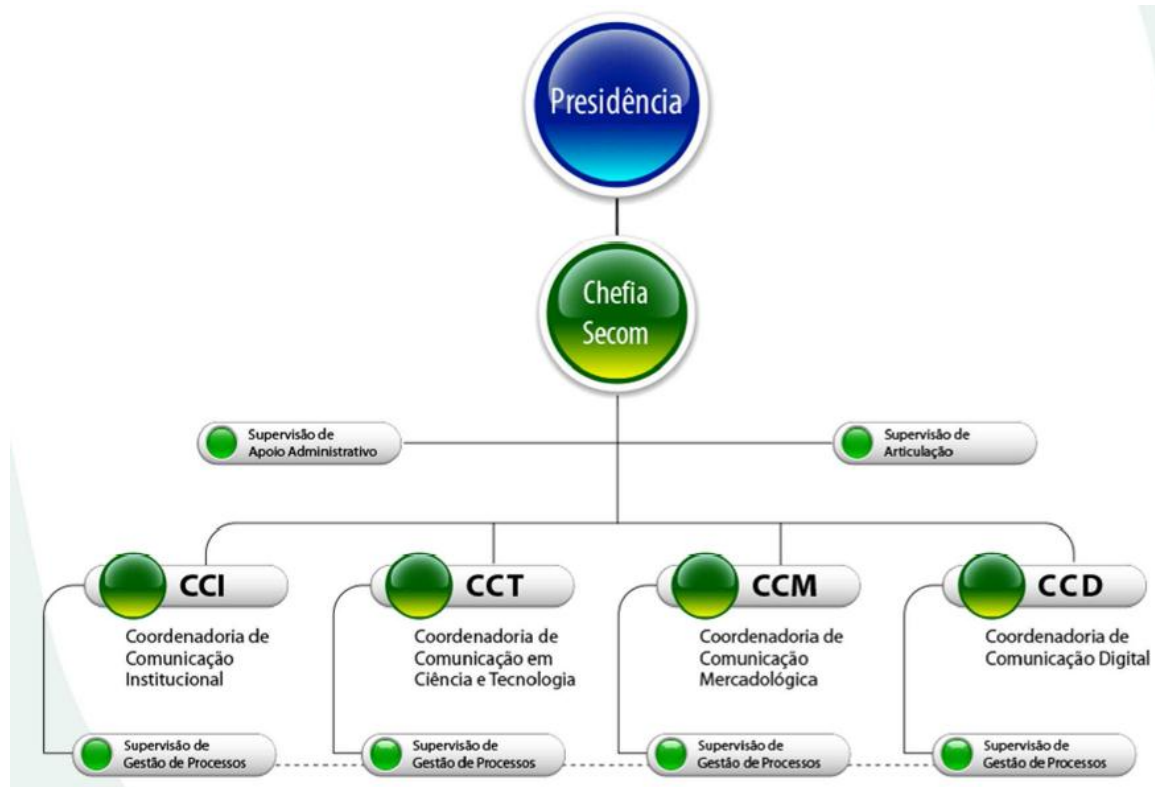 Presidência
Chefia
Secom
Supervisão de
Apoio Administrativo
Supervisão de
Articulação
CCI
Coordenadoria de
Comunicação
Institucional
CCT
Coordenadoria de
Comunicação em
Ciência e Tecnologia
CCM
Coordenadoria de
Comunicação
Mercadológica
CCD
Coordenadoria de
Comunicação Digital
Supervisão de
Gestão de Processos
Supervisão de
Gestão de Processos
Supervisão de
Gestão de Processos
Supervisão de
Gestão de Processos